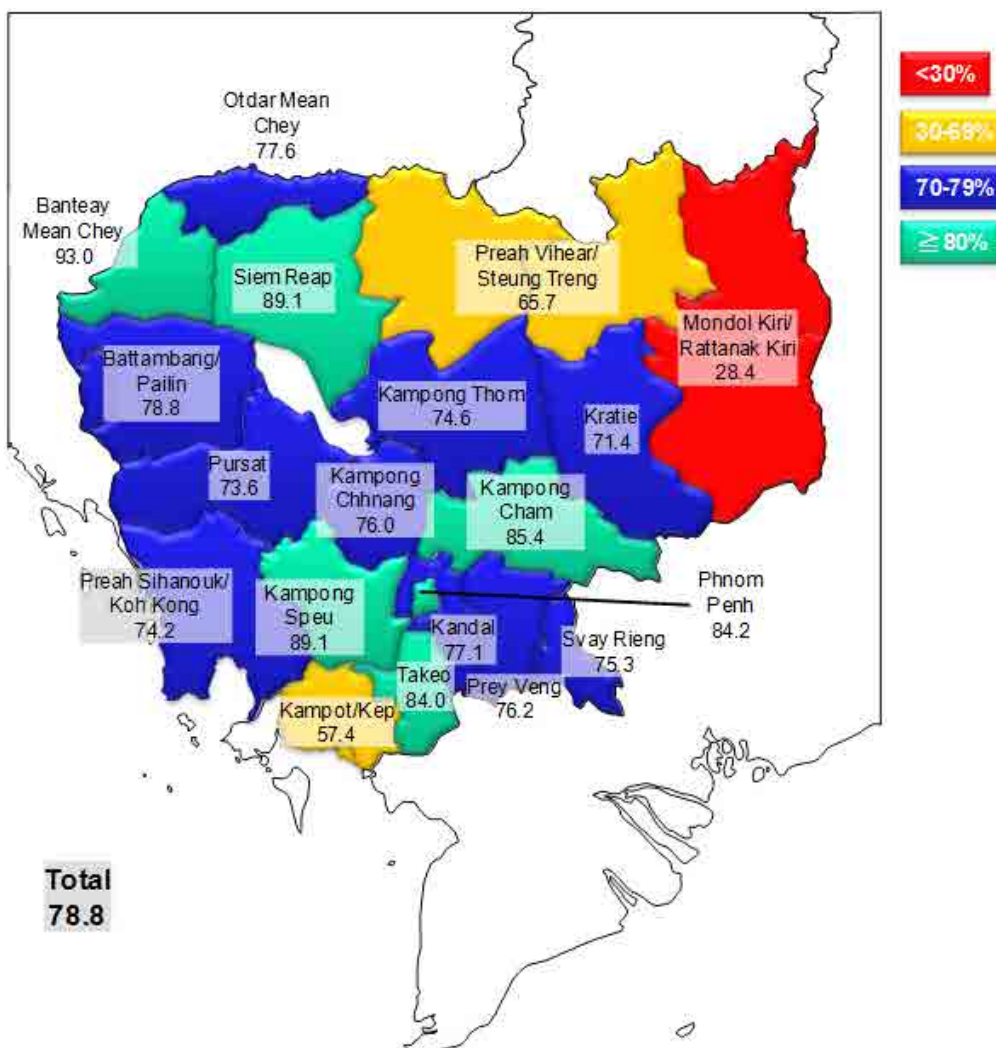 <30%
Otdar Mean
Chey
77.6
30-69%
70-79%
≧ 80%
Banteay
Mean Chey
93.0
Siem Reap
89.1
Preah Vihear/
Steung Treng
65.7
Mondol Kiri/
Rattanak Kiri
28.4
Battambang/
Pailin
78.8
Kampong Thom
74.6
Kratie
71.4
Pursat
73.6
Kampong
Chhnang
76.0
Kampong
Cham
85.4
Preah Sihanouk/
Koh Kong
74.2
Kampong
Speu
89.1
Phnom
Penh
84.2
Kandal
77.1
Svay Rieng
75.3
Takeo
84.0
Prey Veng
76.2
Kampot/Kep
57.4
Total
78.8